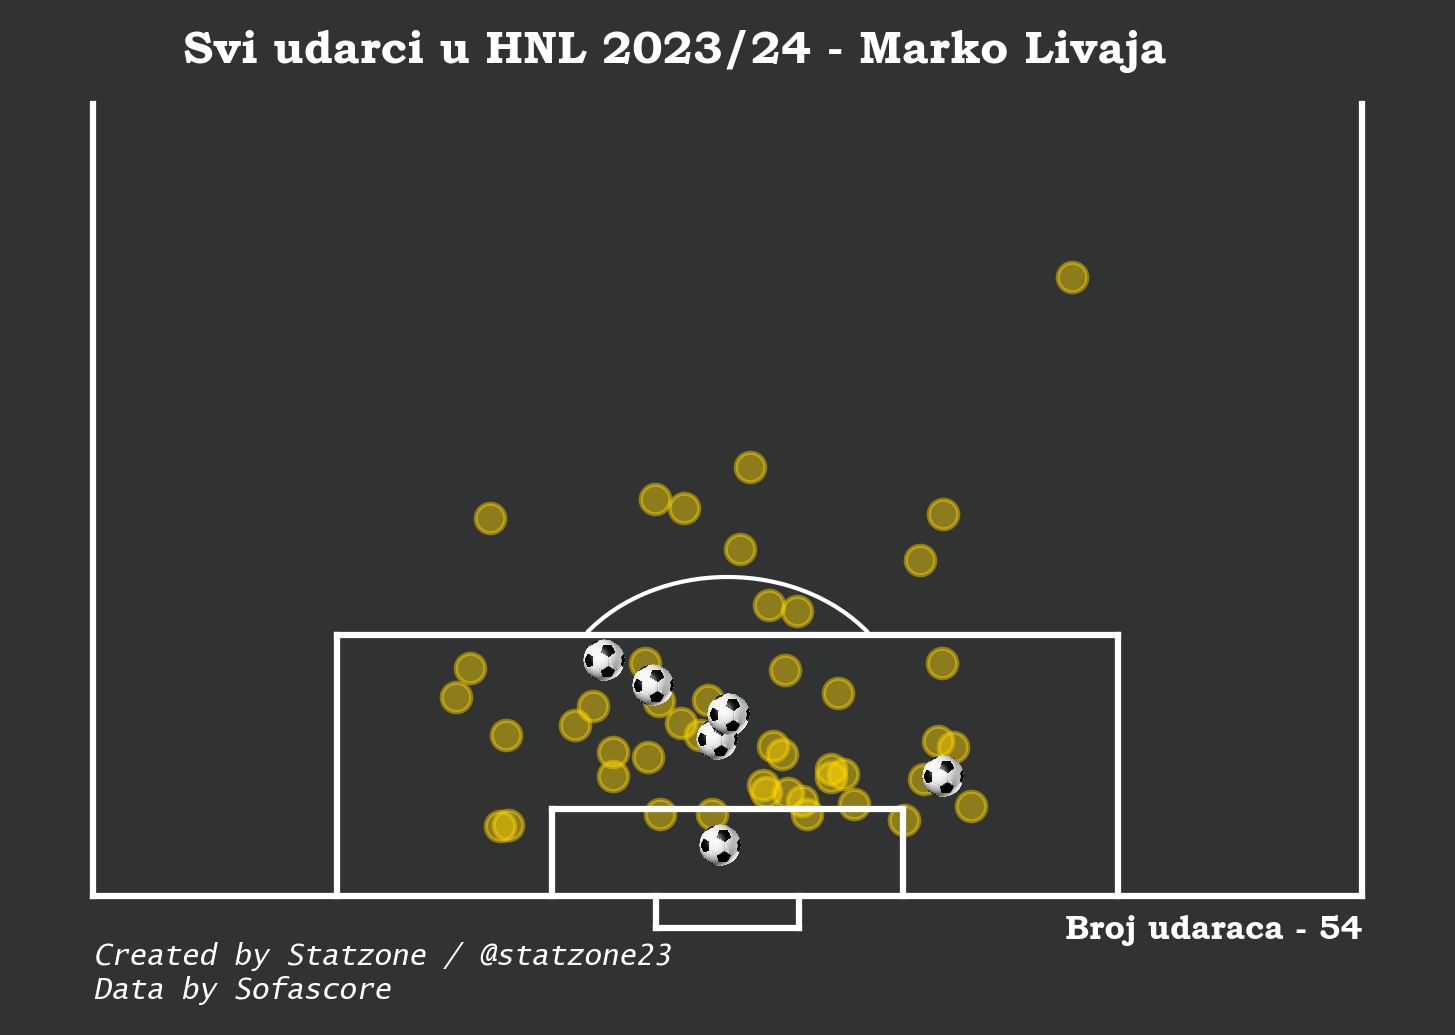 Svi udarci u HNL 2023/24 - Marko Livaja
Broj udaraca - 54
Created by Statzone / @statzone23
Data by Sofascore